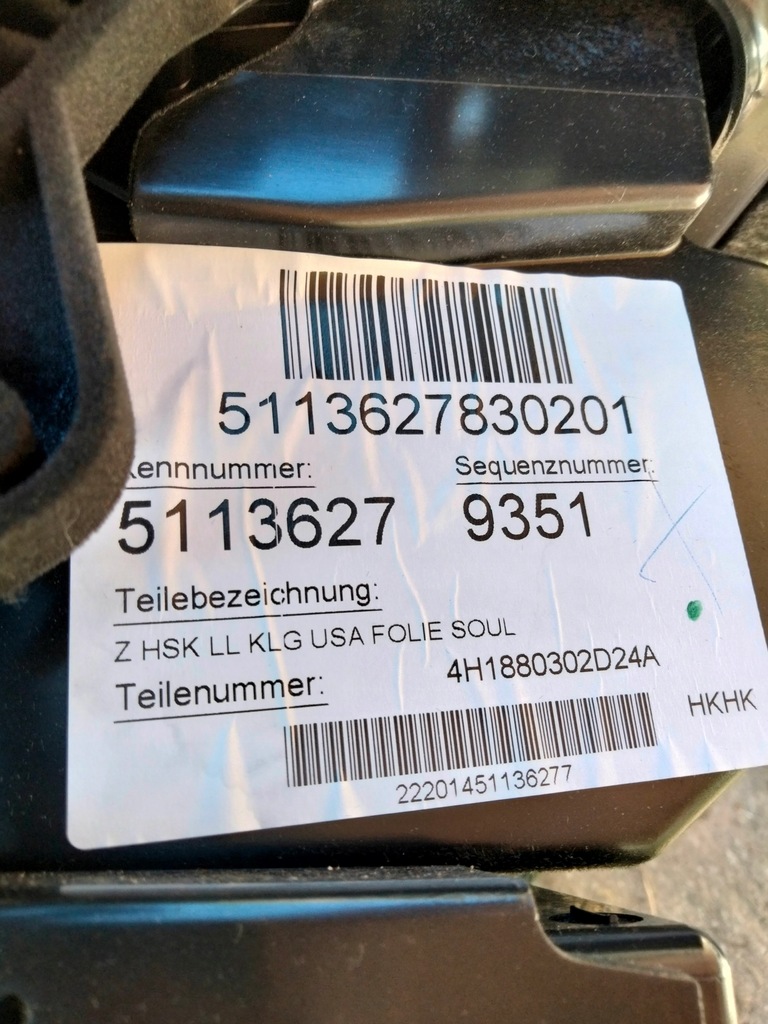 5113627830201
Kennnummer: Sequenznummer:
5113627 9351
Teilebezeichnung:
Z HSK LL KLG USA FOLIE SOUL
Teilenummer: 4H1880302D24A
HKHK
22201451136277